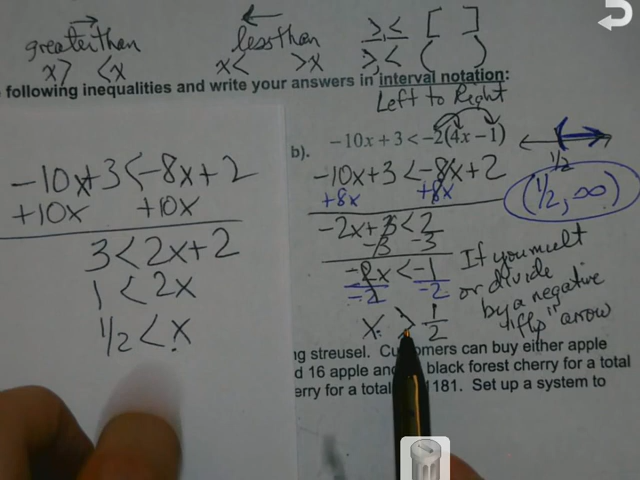 greater than
less than
>, < [ ]
x> <x
x< >x
≥, ≤ ( )
following inequalities and write your answers in interval notation:
Left to Right
b). −10x + 3 < −2(4x − 1)
1/2
-10x+3<-8x+2
+8x +8x
(1/2, ∞)
-2x+3<2
-3 -3
-2x<-1
-2 -2
x > 1/2
If you mult
or divide
by a negative
"flip" arrow
-10x+3<-8x+2
+10x +10x
3<2x+2
1<2x
1/2<x
ng streusel. Customers can buy either apple
d 16 apple and black forest cherry for a total
erry for a total 1181. Set up a system to